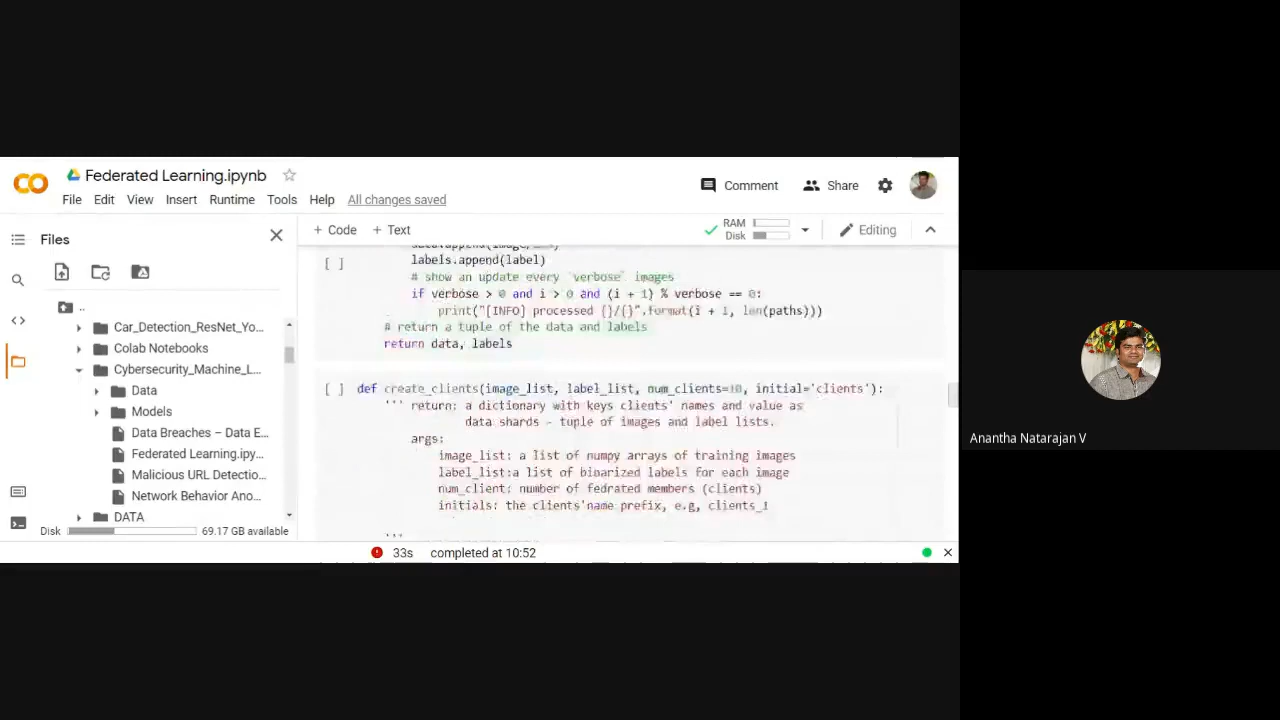 Federated Learning.ipynb
Comment
Share
File Edit View Insert Runtime Tools Help All changes saved
Files
+ Code + Text
RAM
Disk
Editing
[ ]
labels.append(label)
# show an update every `verbose` images
if verbose > 0 and i > 0 and (i + 1) % verbose == 0:
print("[INFO] processed {}/{}".format(i + 1, len(paths)))
# return a tuple of the data and labels
return data, labels
..
Car_Detection_ResNet_Yo...
Colab Notebooks
Cybersecurity_Machine_L...
Data
Models
Data Breaches – Data E...
Federated Learning.ipy...
Malicious URL Detectio...
Network Behavior Ano...
DATA
Disk 69.17 GB available
[ ] def create_clients(image_list, label_list, num_clients=10, initial='clients'):
''' return: a dictionary with keys clients' names and value as
data shards - tuple of images and label lists.
args:
image_list: a list of numpy arrays of training images
label_list:a list of binarized labels for each image
num_client: number of fedrated members (clients)
initials: the clients'name prefix, e.g, clients_1
'''
33s completed at 10:52
Anantha Natarajan V